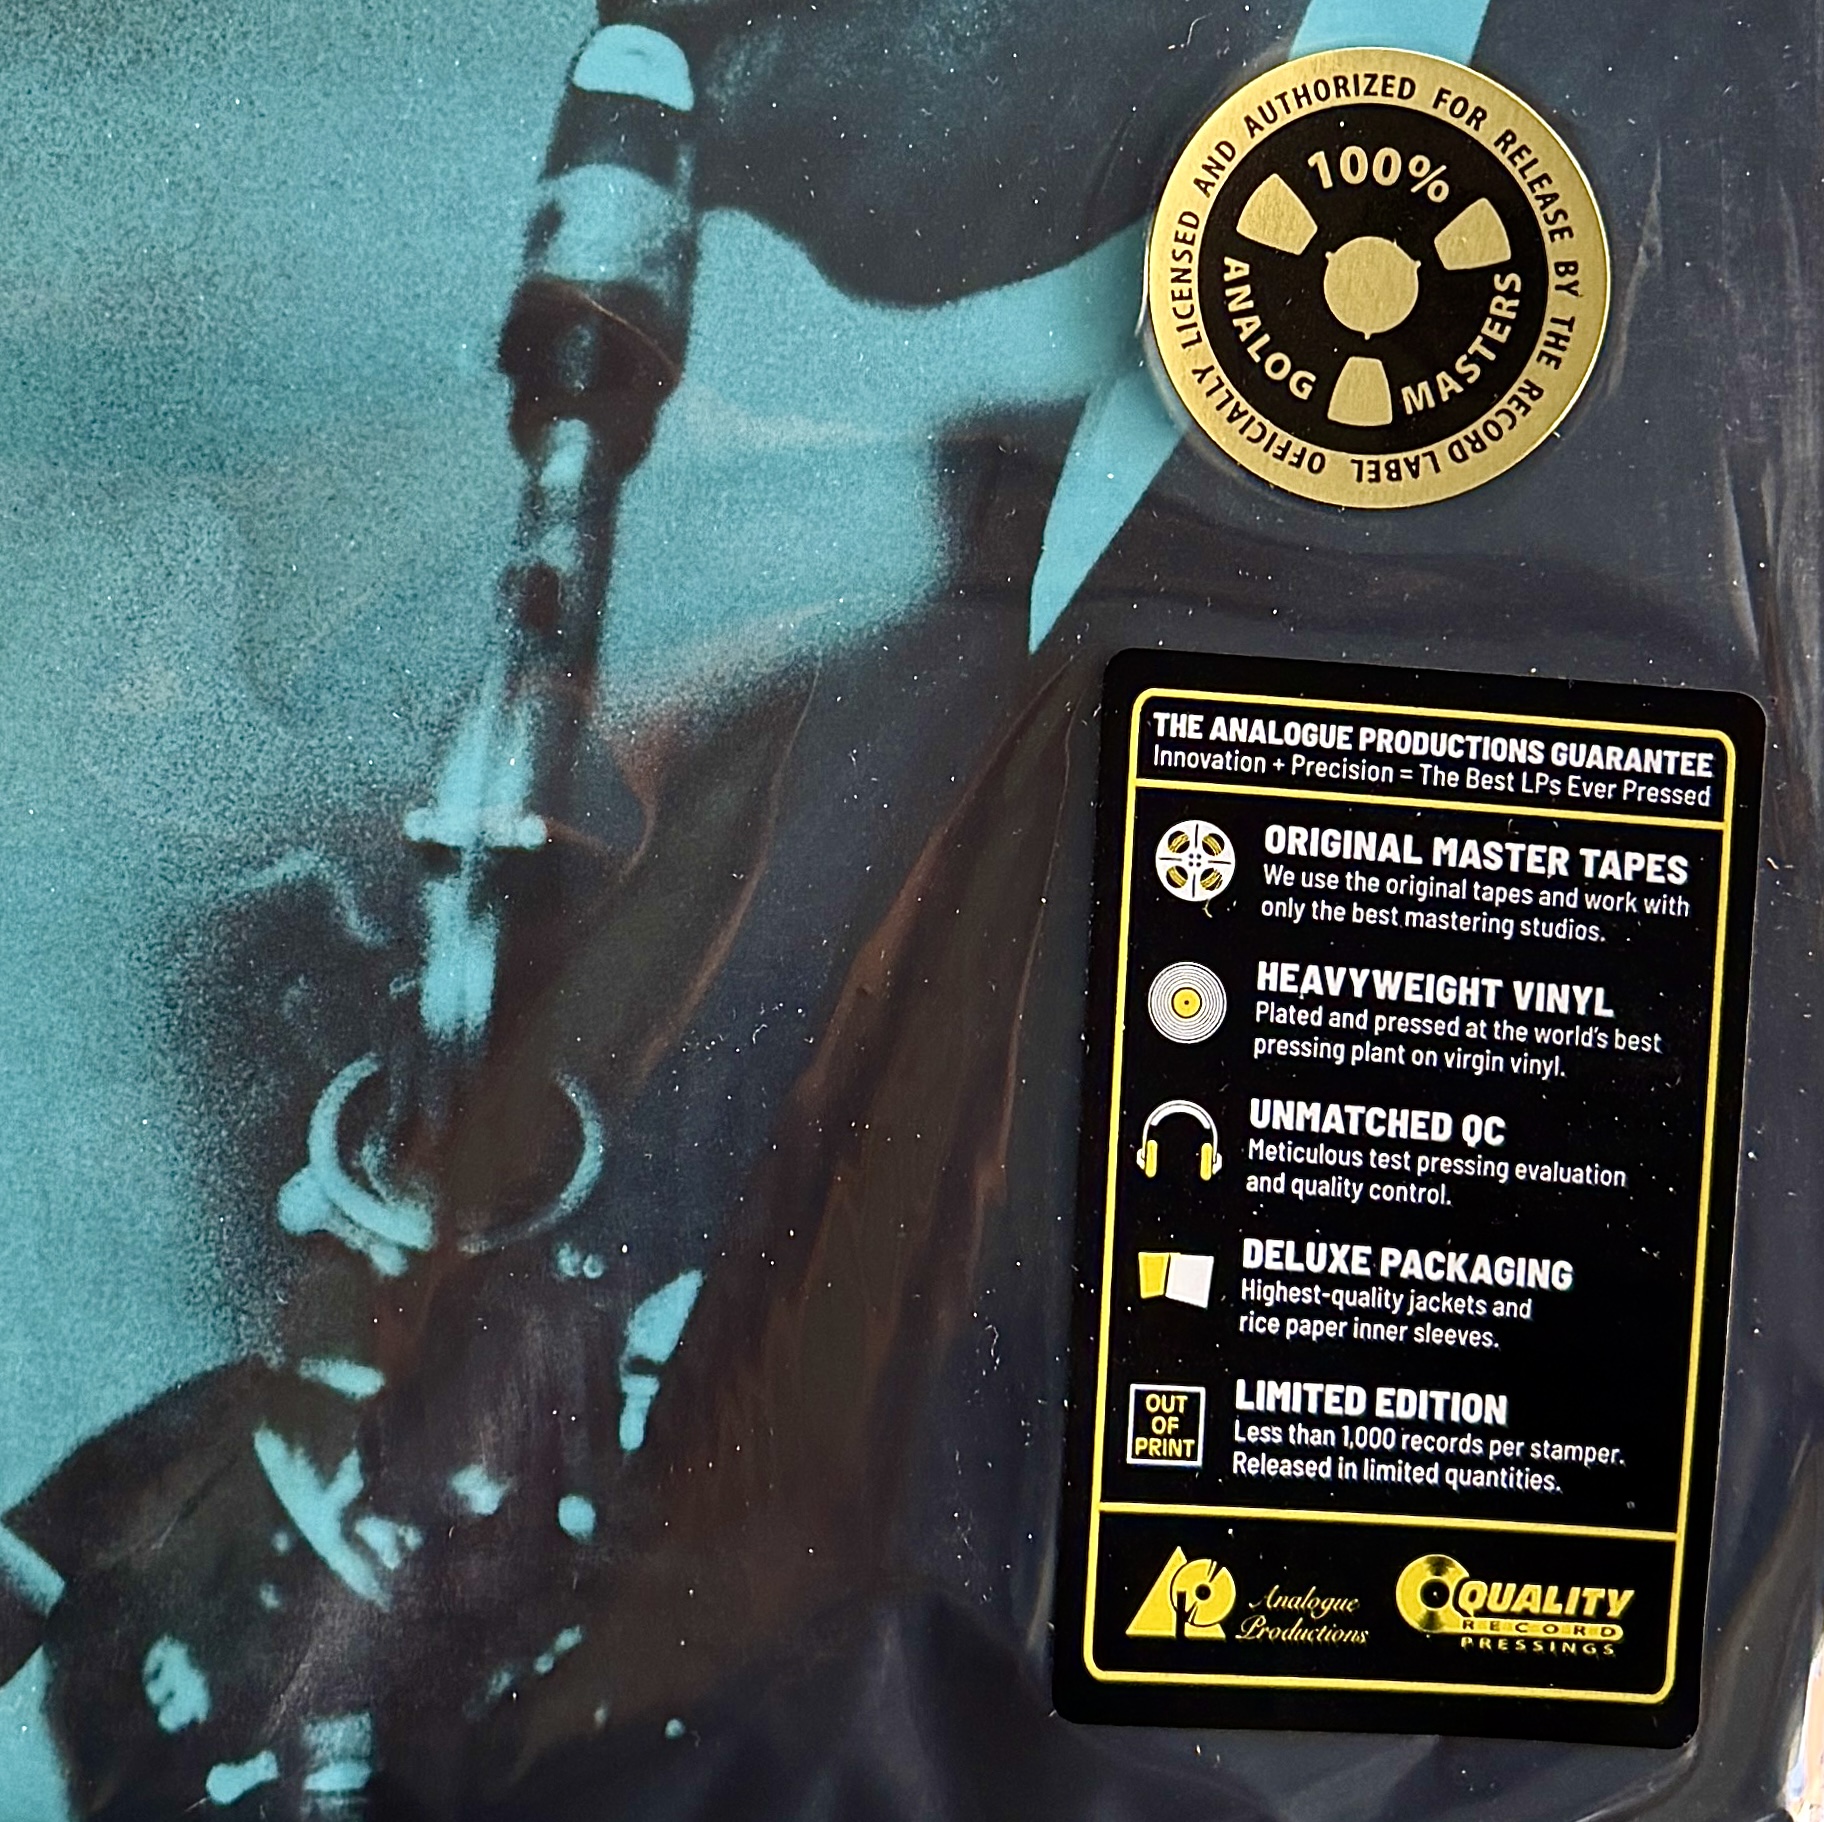 OFFICIALLY LICENSED AND AUTHORIZED FOR RELEASE BY THE RECORD LABEL
100%
ANALOG MASTERS
THE ANALOGUE PRODUCTIONS GUARANTEE
Innovation + Precision = The Best LPs Ever Pressed
ORIGINAL MASTER TAPES
We use the original tapes and work with
only the best mastering studios.
HEAVYWEIGHT VINYL
Plated and pressed at the world's best
pressing plant on virgin vinyl.
UNMATCHED QC
Meticulous test pressing evaluation
and quality control.
DELUXE PACKAGING
Highest-quality jackets and
rice paper inner sleeves.
OUT
OF
PRINT
LIMITED EDITION
Less than 1,000 records per stamper.
Released in limited quantities.
Analogue
Productions
QUALITY
RECORD
PRESSINGS